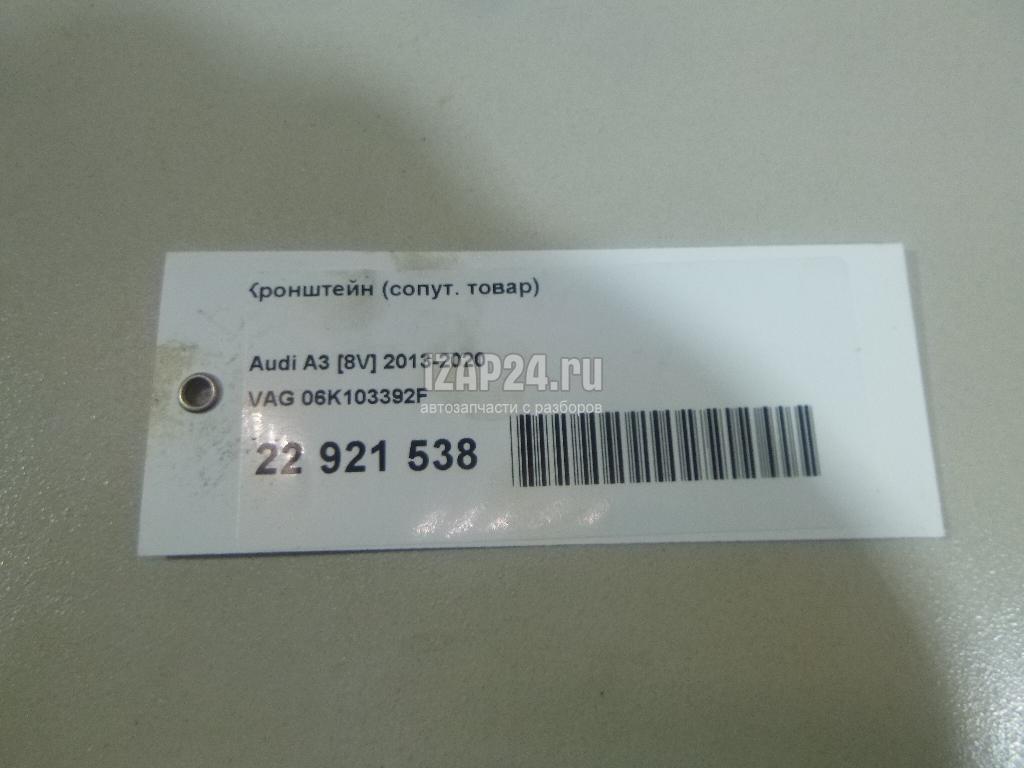 Кронштейн (сопут. товар)
Audi A3 [8V] 2013-2020
VAG 06K103392F
22 921 538
IZAP24.ru
автозапчасти с разборов